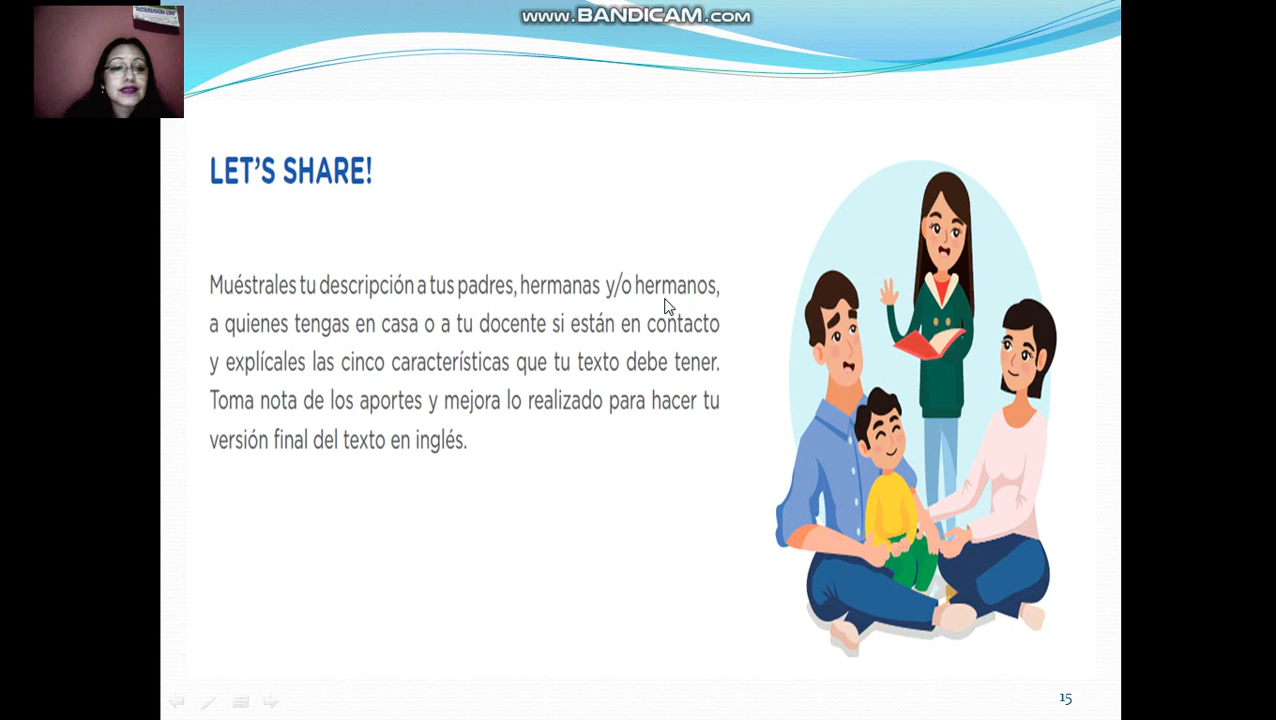 WWW.BANDICAM.COM
LET'S SHARE!
Muéstrales tu descripción a tus padres, hermanas y/o hermanos,
a quienes tengas en casa o a tu docente si están en contacto
y explícales las cinco características que tu texto debe tener.
Toma nota de los aportes y mejora lo realizado para hacer tu
versión final del texto en inglés.
15